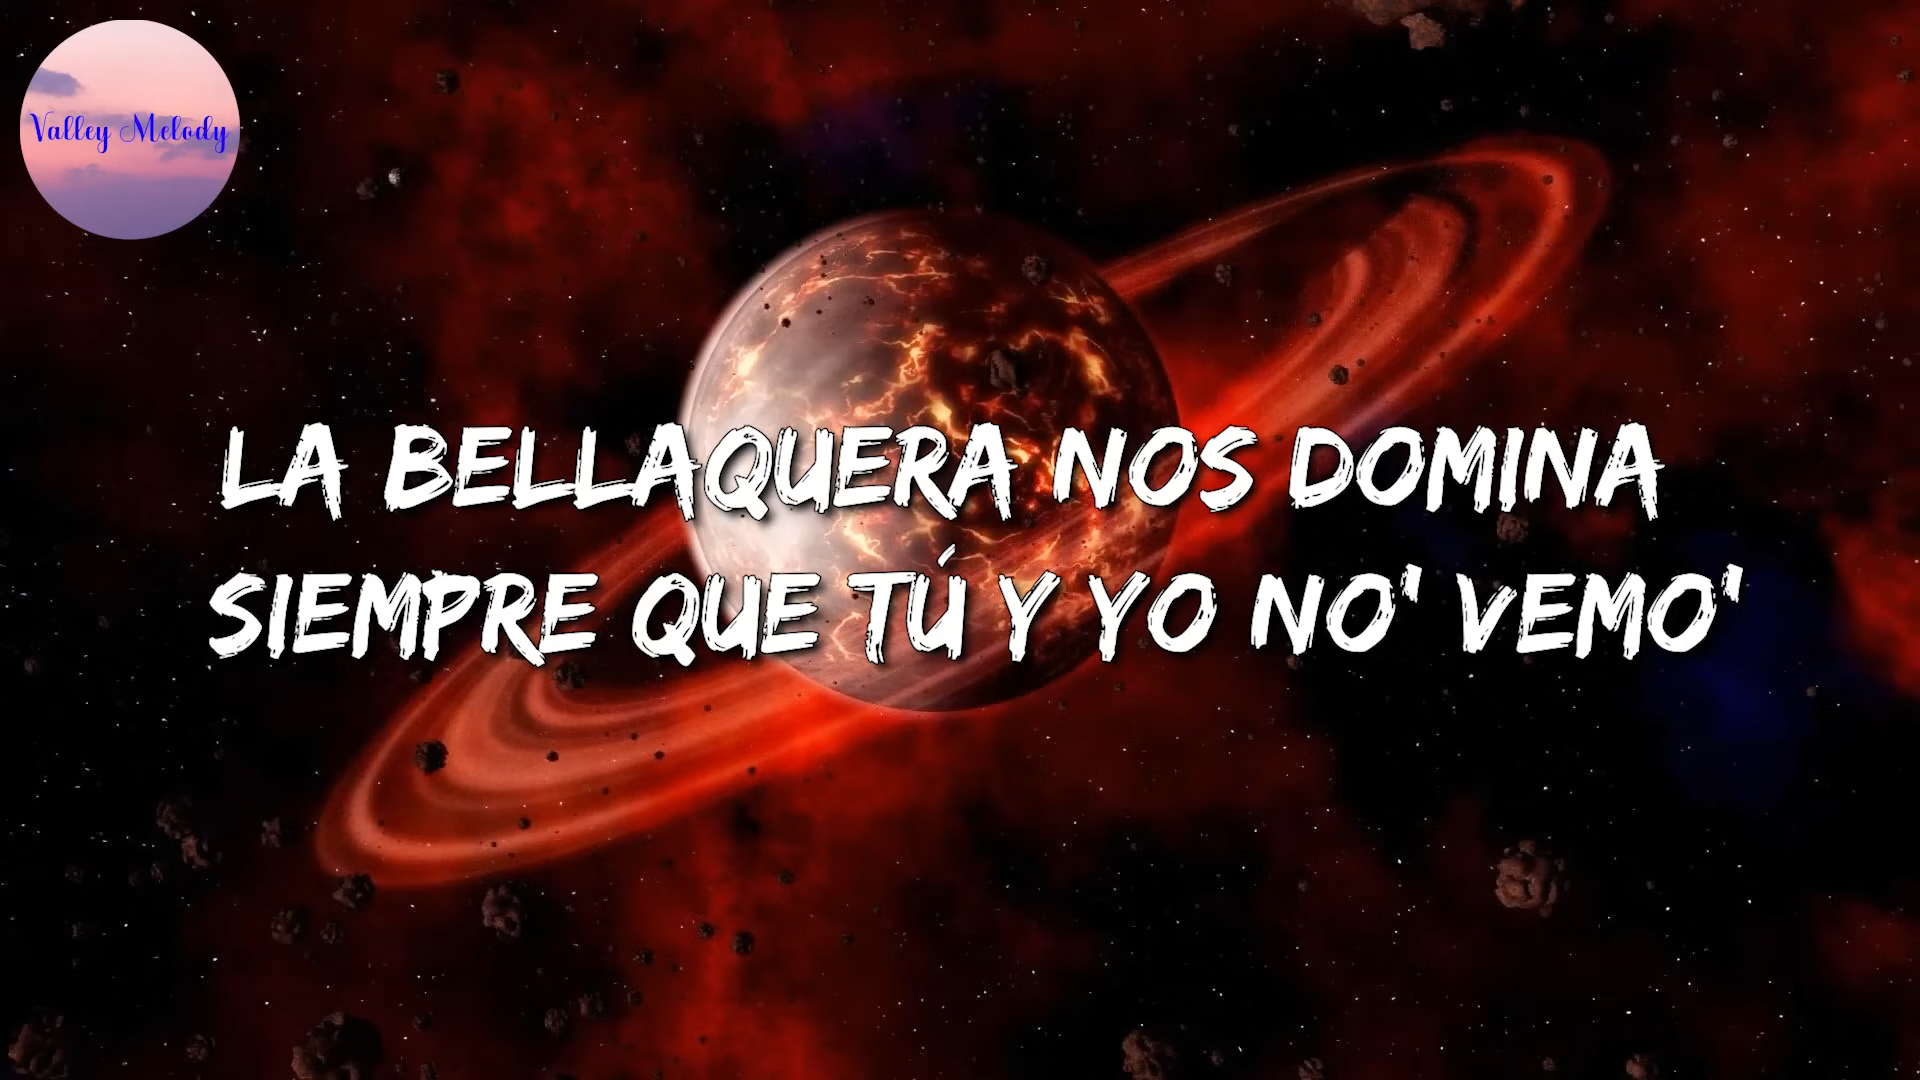 Valley Melody
LA BELLAQUERA NOS DOMINA
SIEMPRE QUE TÚ Y YO NO' VEMO'